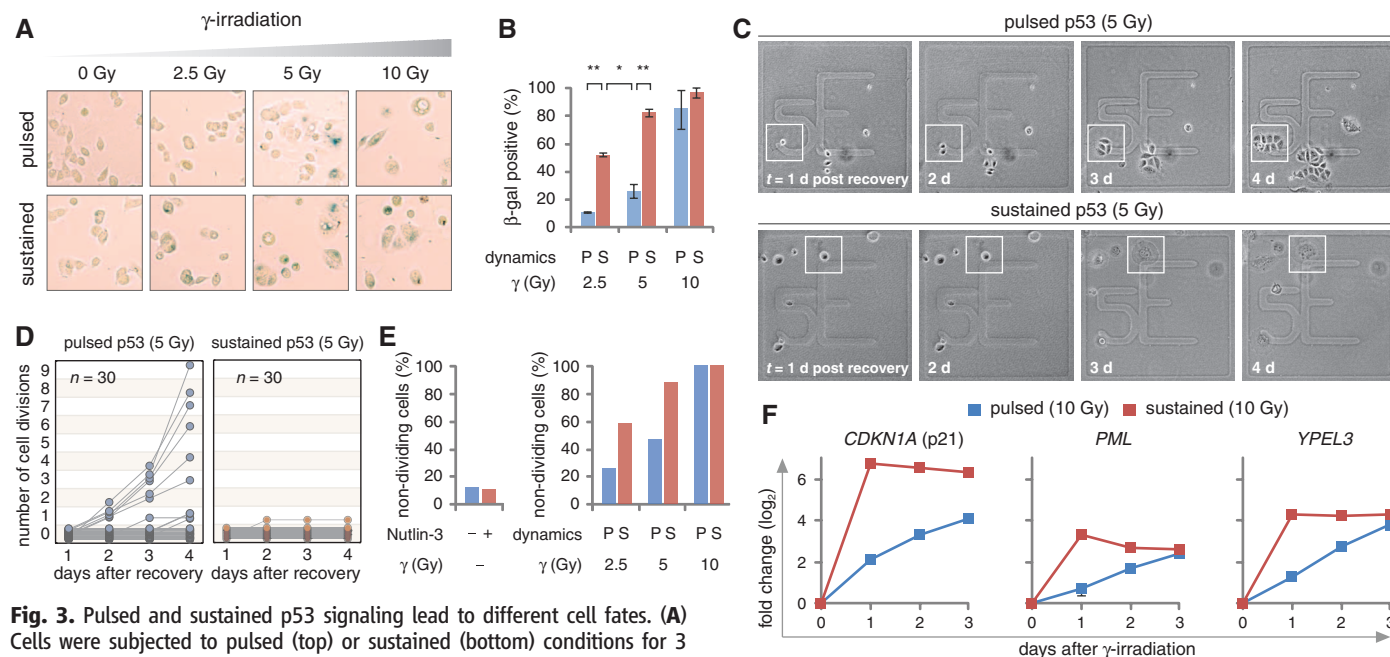 A
γ-irradiation
0 Gy 2.5 Gy 5 Gy 10 Gy
pulsed
sustained
B
** * **
β-gal positive (%)
100
80
60
40
20
0
dynamics P S P S P S
γ (Gy) 2.5 5 10
C
pulsed p53 (5 Gy)
5E
t = 1 d post recovery 2 d 3 d 4 d
sustained p53 (5 Gy)
5E
t = 1 d post recovery 2 d 3 d 4 d
D
pulsed p53 (5 Gy) sustained p53 (5 Gy)
n = 30 n = 30
number of cell divisions
9
8
7
6
5
4
3
2
1
0
1 2 3 4 1 2 3 4
days after recovery days after recovery
E
non-dividing cells (%)
100
80
60
40
20
0
Nutlin-3 – +
γ (Gy) –
non-dividing cells (%)
100
80
60
40
20
0
dynamics P S P S P S
γ (Gy) 2.5 5 10
F
pulsed (10 Gy) sustained (10 Gy)
CDKN1A (p21) PML YPEL3
fold change (log2)
6
4
2
0
0 1 2 3 0 1 2 3 0 1 2 3
days after γ-irradiation
Fig. 3. Pulsed and sustained p53 signaling lead to different cell fates. (A)
Cells were subjected to pulsed (top) or sustained (bottom) conditions for 3